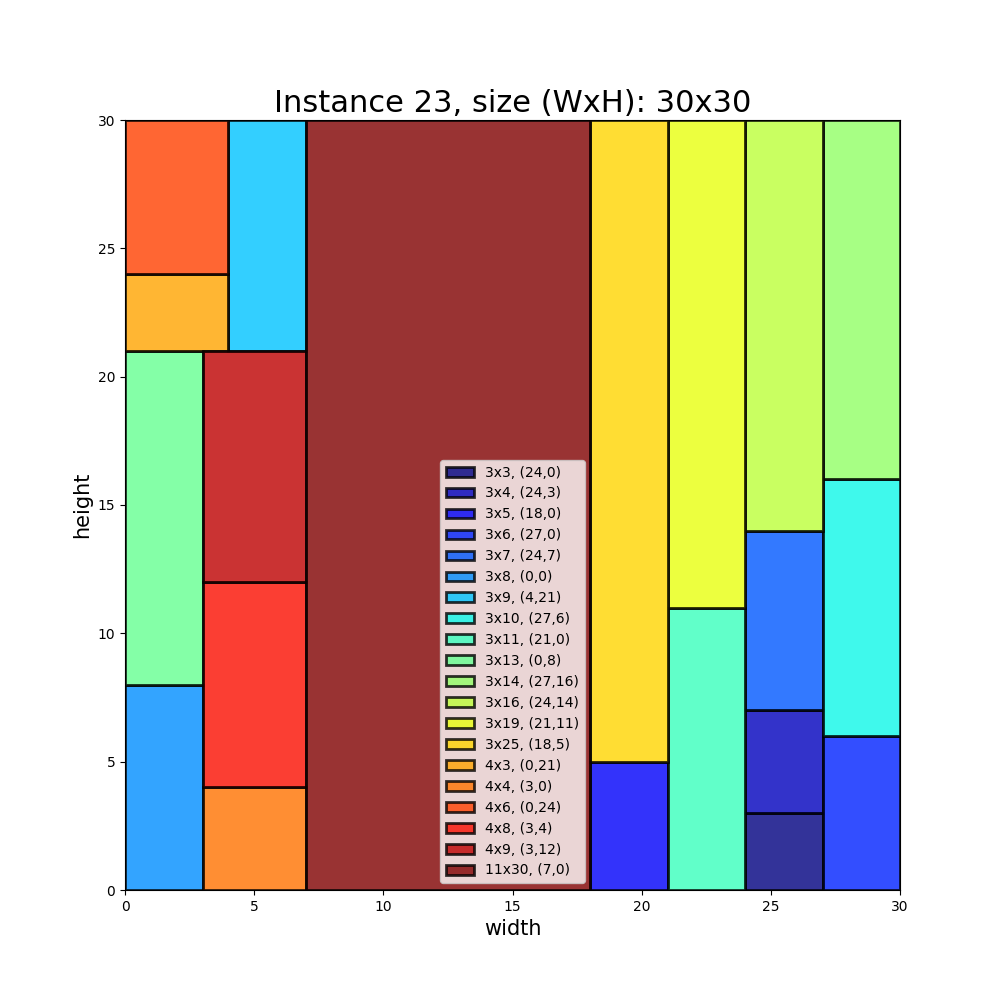 Instance 23, size (WxH): 30x30
30
25
20
15
10
5
0
height
3x3, (24,0)
3x4, (24,3)
3x5, (18,0)
3x6, (27,0)
3x7, (24,7)
3x8, (0,0)
3x9, (4,21)
3x10, (27,6)
3x11, (21,0)
3x13, (0,8)
3x14, (27,16)
3x16, (24,14)
3x19, (21,11)
3x25, (18,5)
4x3, (0,21)
4x4, (3,0)
4x6, (0,24)
4x8, (3,4)
4x9, (3,12)
11x30, (7,0)
0 5 10 15 20 25 30
width